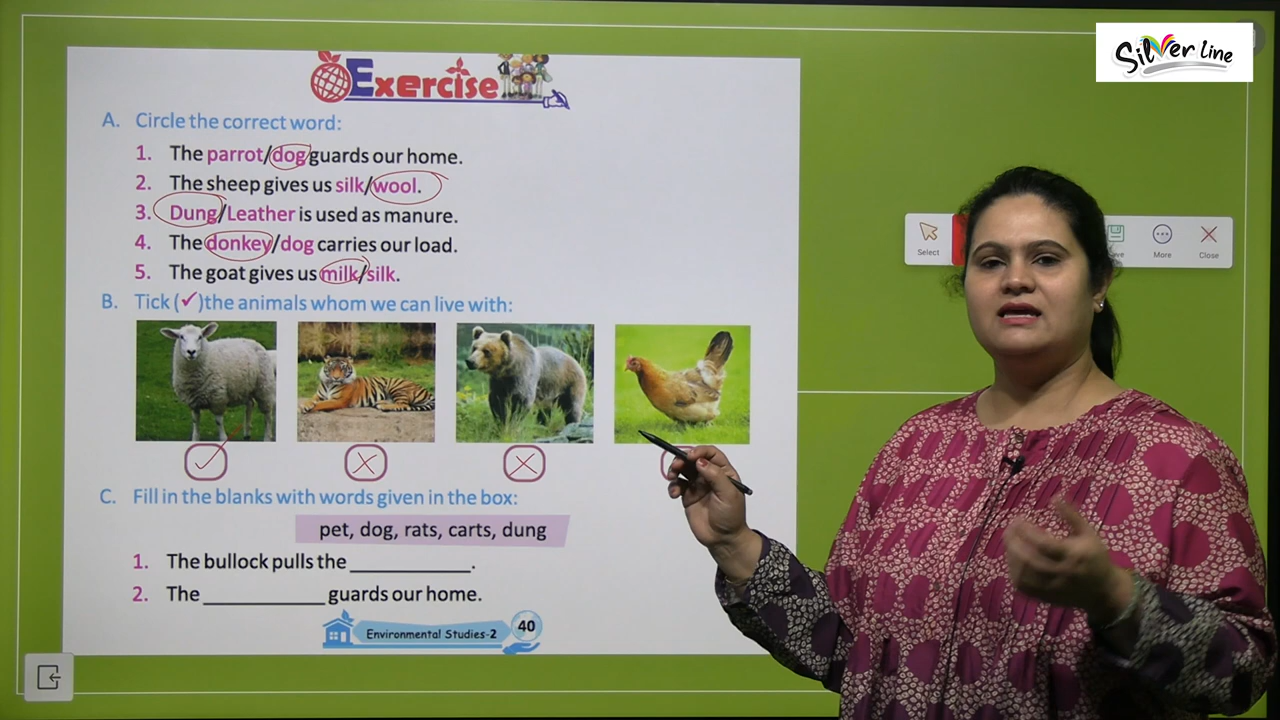 Silver line
Exercise
A. Circle the correct word:
1. The parrot/dog guards our home.
2. The sheep gives us silk/wool.
3. Dung/Leather is used as manure.
4. The donkey/dog carries our load.
5. The goat gives us milk/silk.
Select
More
Close
B. Tick (✓)the animals whom we can live with:
C. Fill in the blanks with words given in the box:
pet, dog, rats, carts, dung
1. The bullock pulls the __________.
2. The __________ guards our home.
Environmental Studies-2 40